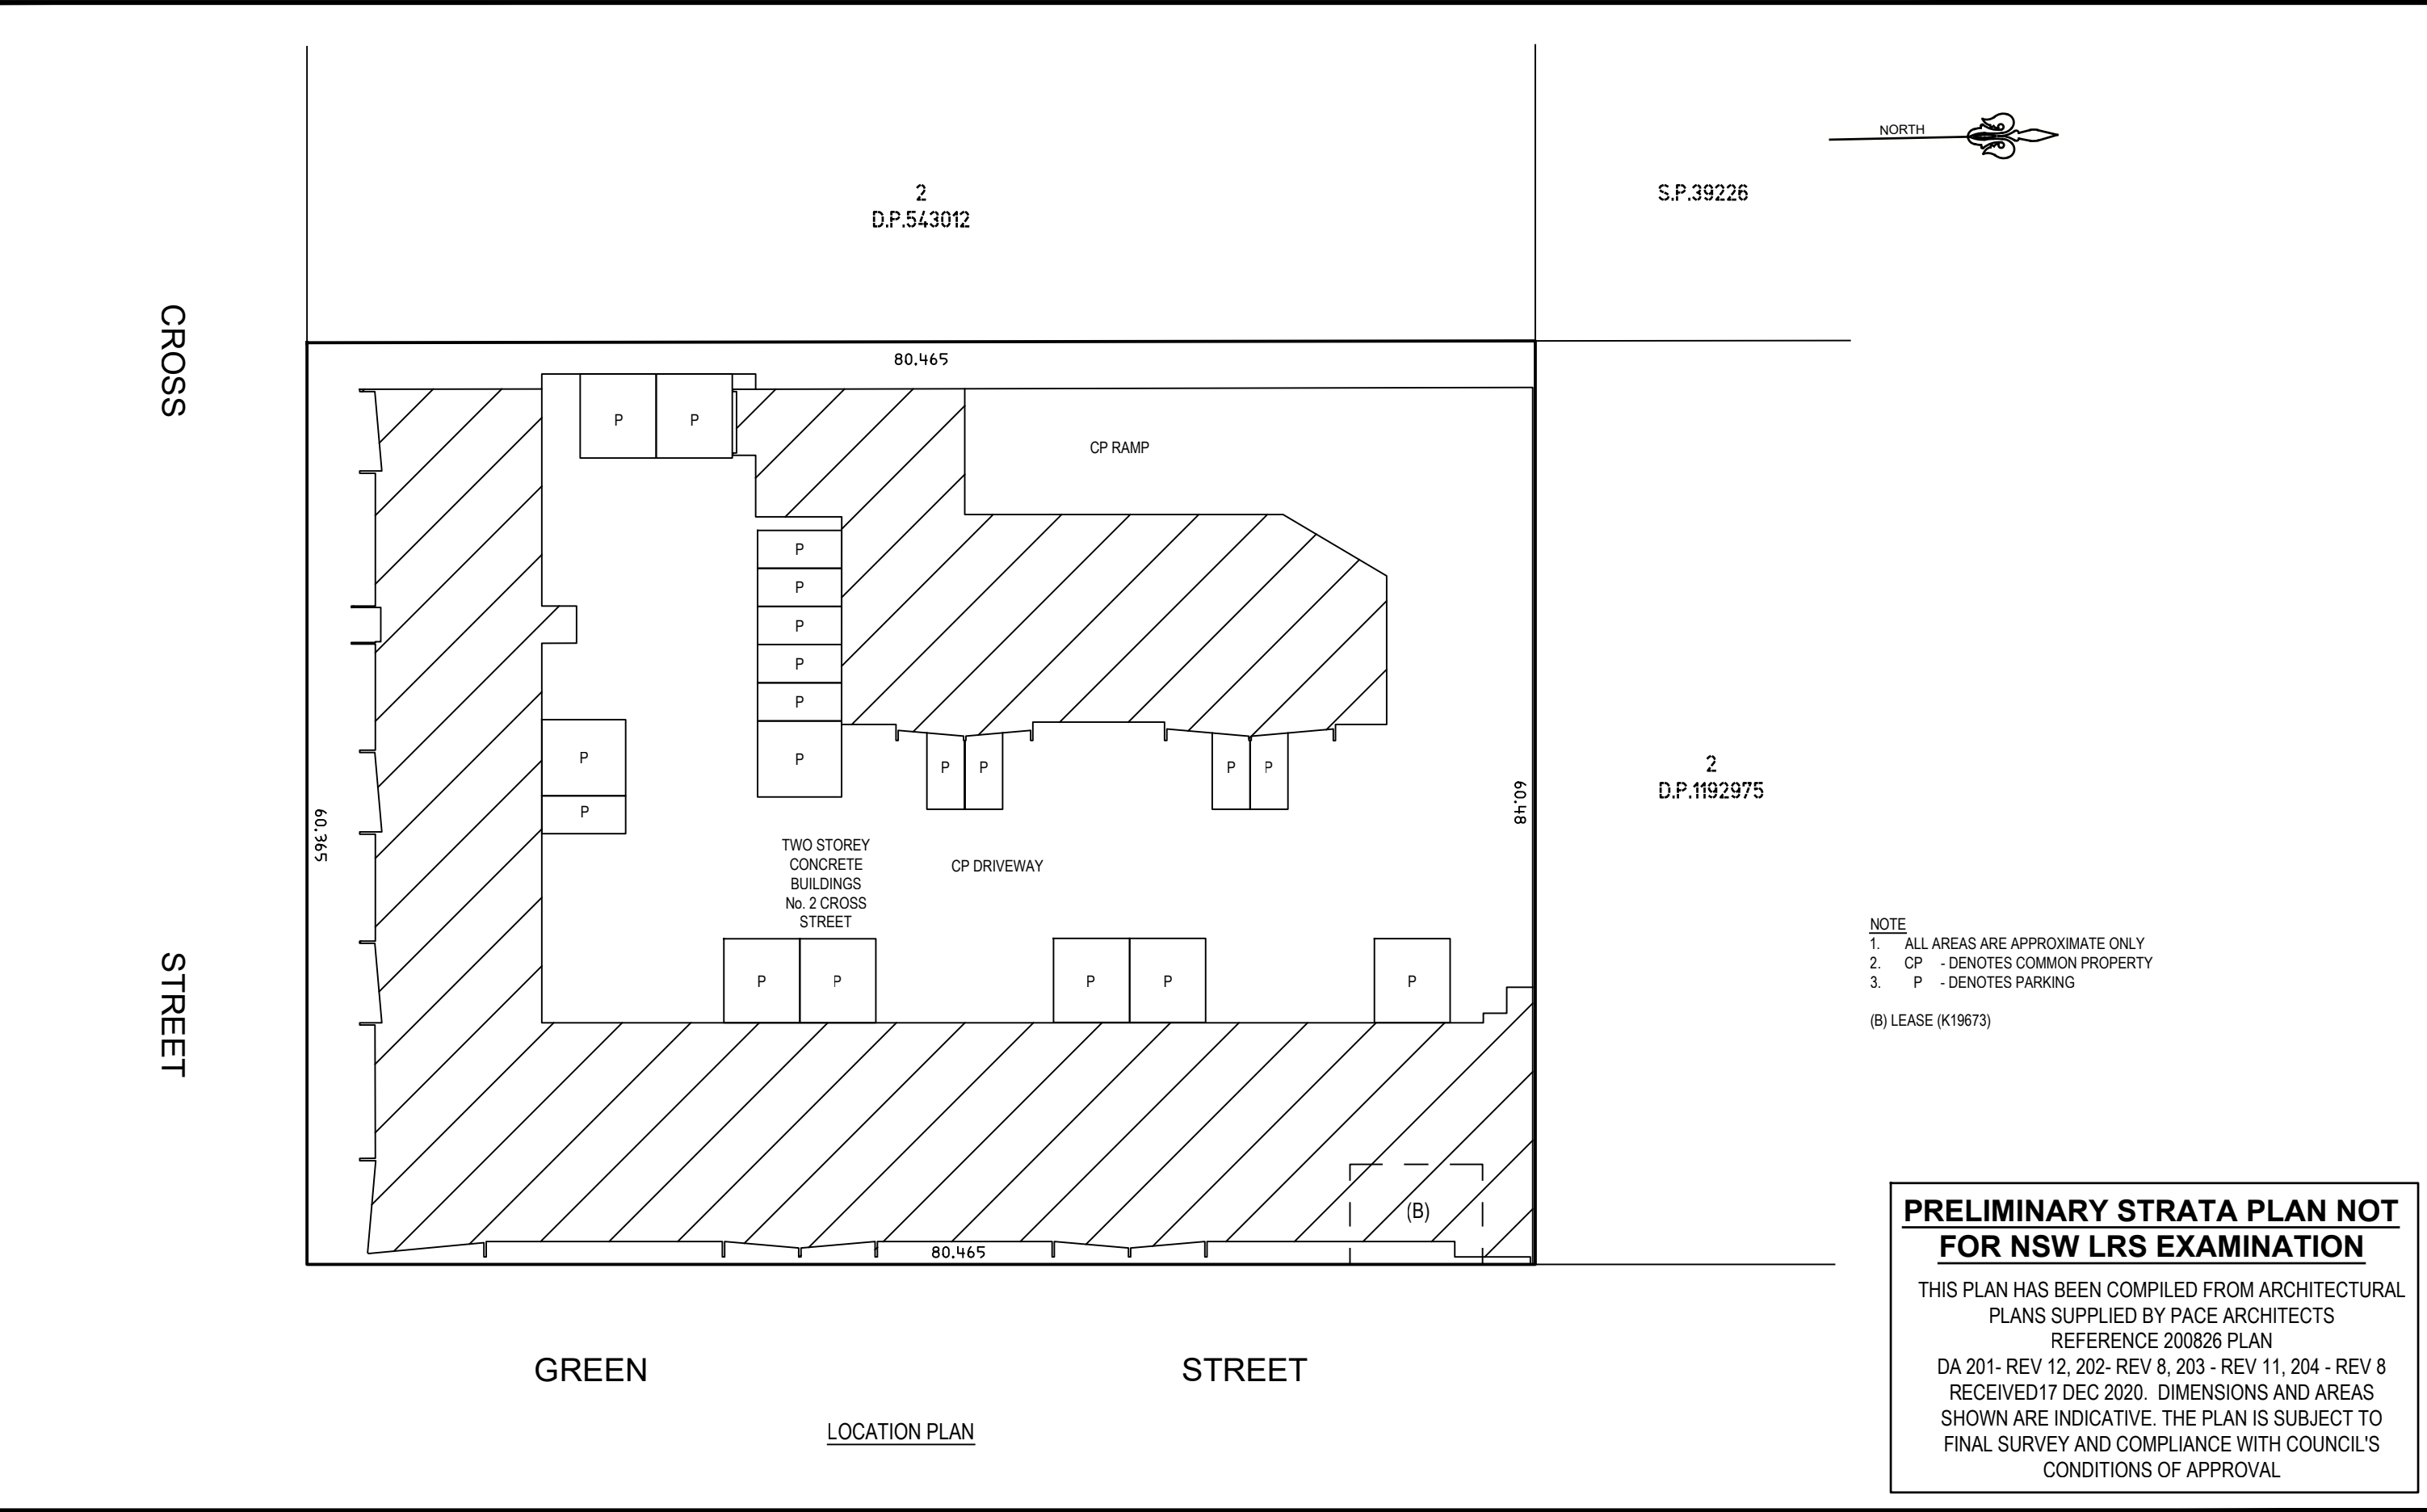 NORTH
2
D.P.543012
S.P.39226
CROSS
STREET
80.465
P
P
CP RAMP
P
P
P
P
P
P
P
P
P
P
P
P
60.365
60.48
2
D.P.1192975
TWO STOREY
CONCRETE
BUILDINGS
No. 2 CROSS
STREET
CP DRIVEWAY
P
P
P
P
P
(B)
80.465
GREEN STREET
LOCATION PLAN
NOTE
1. ALL AREAS ARE APPROXIMATE ONLY
2. CP - DENOTES COMMON PROPERTY
3. P - DENOTES PARKING
(B) LEASE (K19673)
PRELIMINARY STRATA PLAN NOT
FOR NSW LRS EXAMINATION
THIS PLAN HAS BEEN COMPILED FROM ARCHITECTURAL
PLANS SUPPLIED BY PACE ARCHITECTS
REFERENCE 200826 PLAN
DA 201- REV 12, 202- REV 8, 203 - REV 11, 204 - REV 8
RECEIVED17 DEC 2020. DIMENSIONS AND AREAS
SHOWN ARE INDICATIVE. THE PLAN IS SUBJECT TO
FINAL SURVEY AND COMPLIANCE WITH COUNCIL'S
CONDITIONS OF APPROVAL